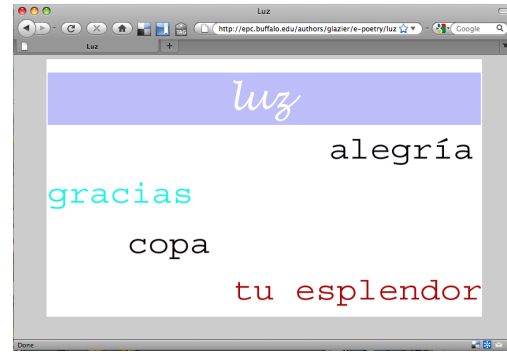 Luz
http://epc.buffalo.edu/authors/glazier/e-poetry/luz
Google
Luz
luz
alegría
gracias
copa
tu esplendor
Done